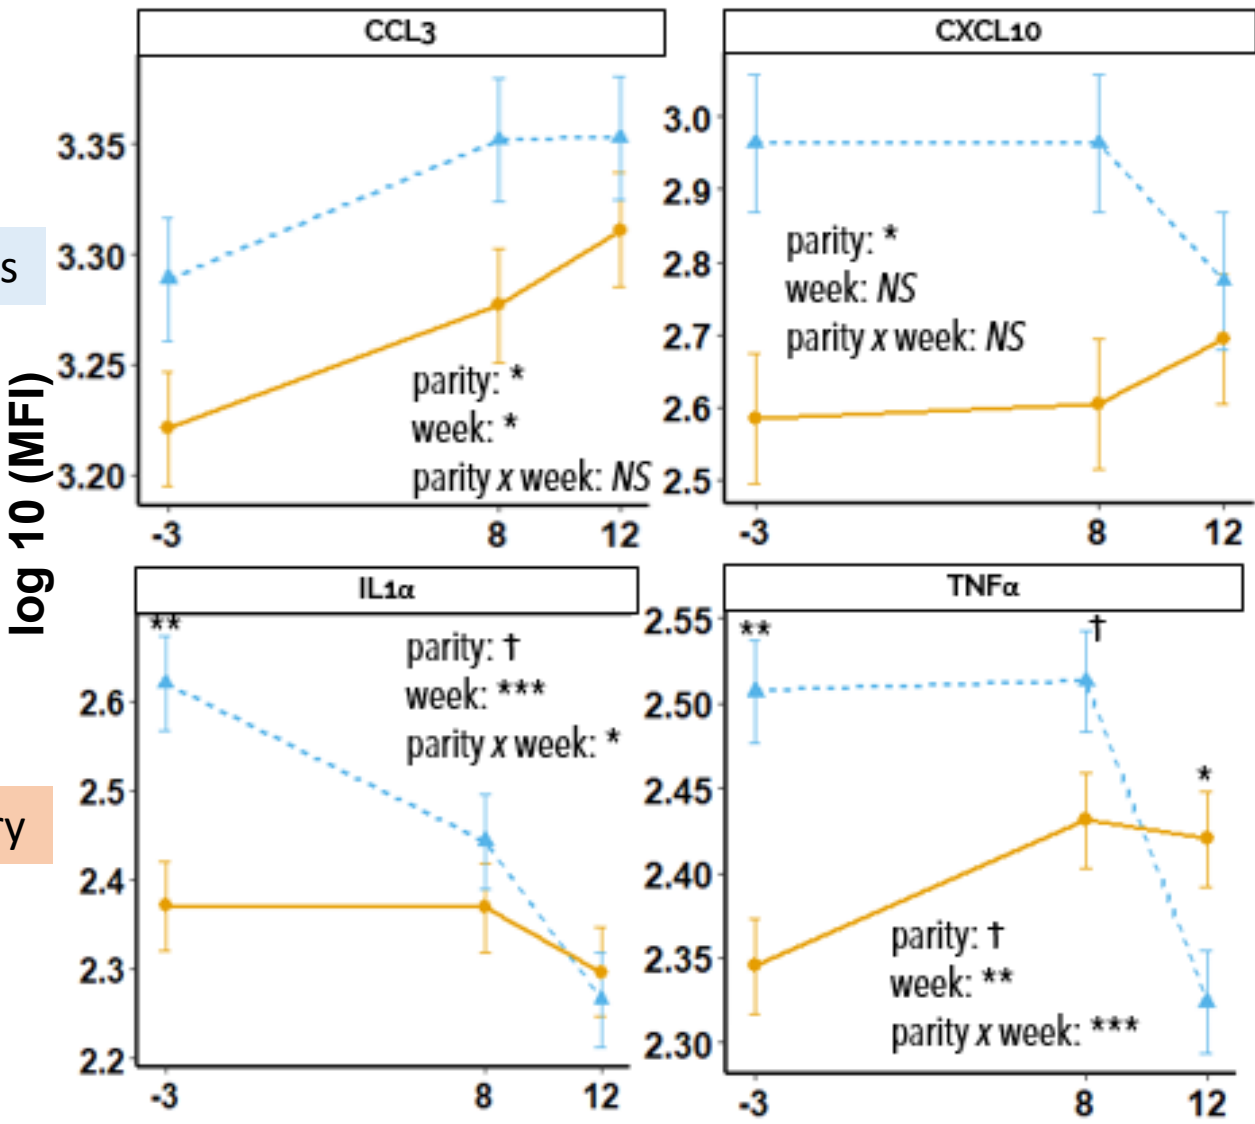 CCL3
3.35
3.30
3.25
3.20
parity: *
week: *
parity x week: NS
-3 8 12
CXCL10
3.0
2.9
2.8
2.7
2.6
2.5
parity: *
week: NS
parity x week: NS
-3 8 12
s
log 10 (MFI)
ry
IL1α
**
2.6
2.5
2.4
2.3
2.2
parity: †
week: ***
parity x week: *
-3 8 12
TNFα
2.55
2.50
2.45
2.40
2.35
2.30
**
†
*
parity: †
week: **
parity x week: ***
-3 8 12